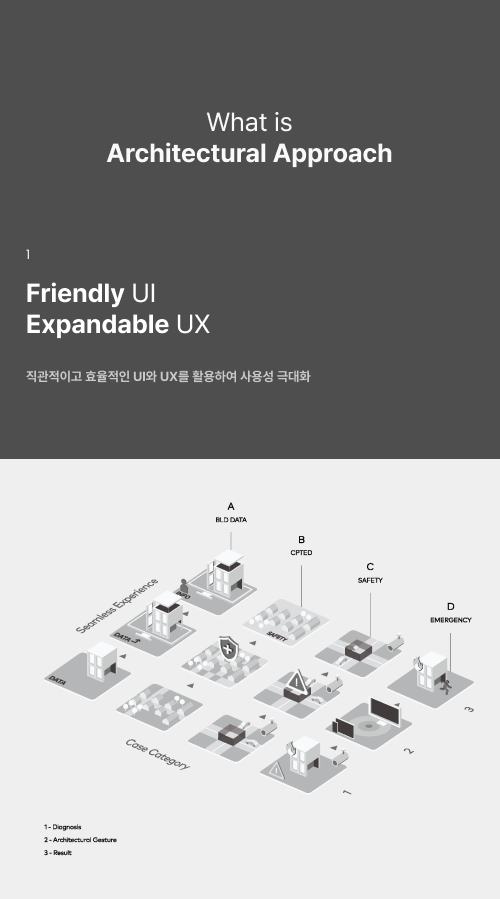 What is
Architectural Approach
1
Friendly UI
Expandable UX
직관적이고 효율적인 UI와 UX를 활용하여 사용성 극대화
A
BLD DATA
B
CPTED
C
SAFETY
D
EMERGENCY
Seamless Experience
INFO
DATA
SAFETY
DATA
Case Category
3
2
1
1 - Diagnosis
2 - Architectural Gesture
3 - Result